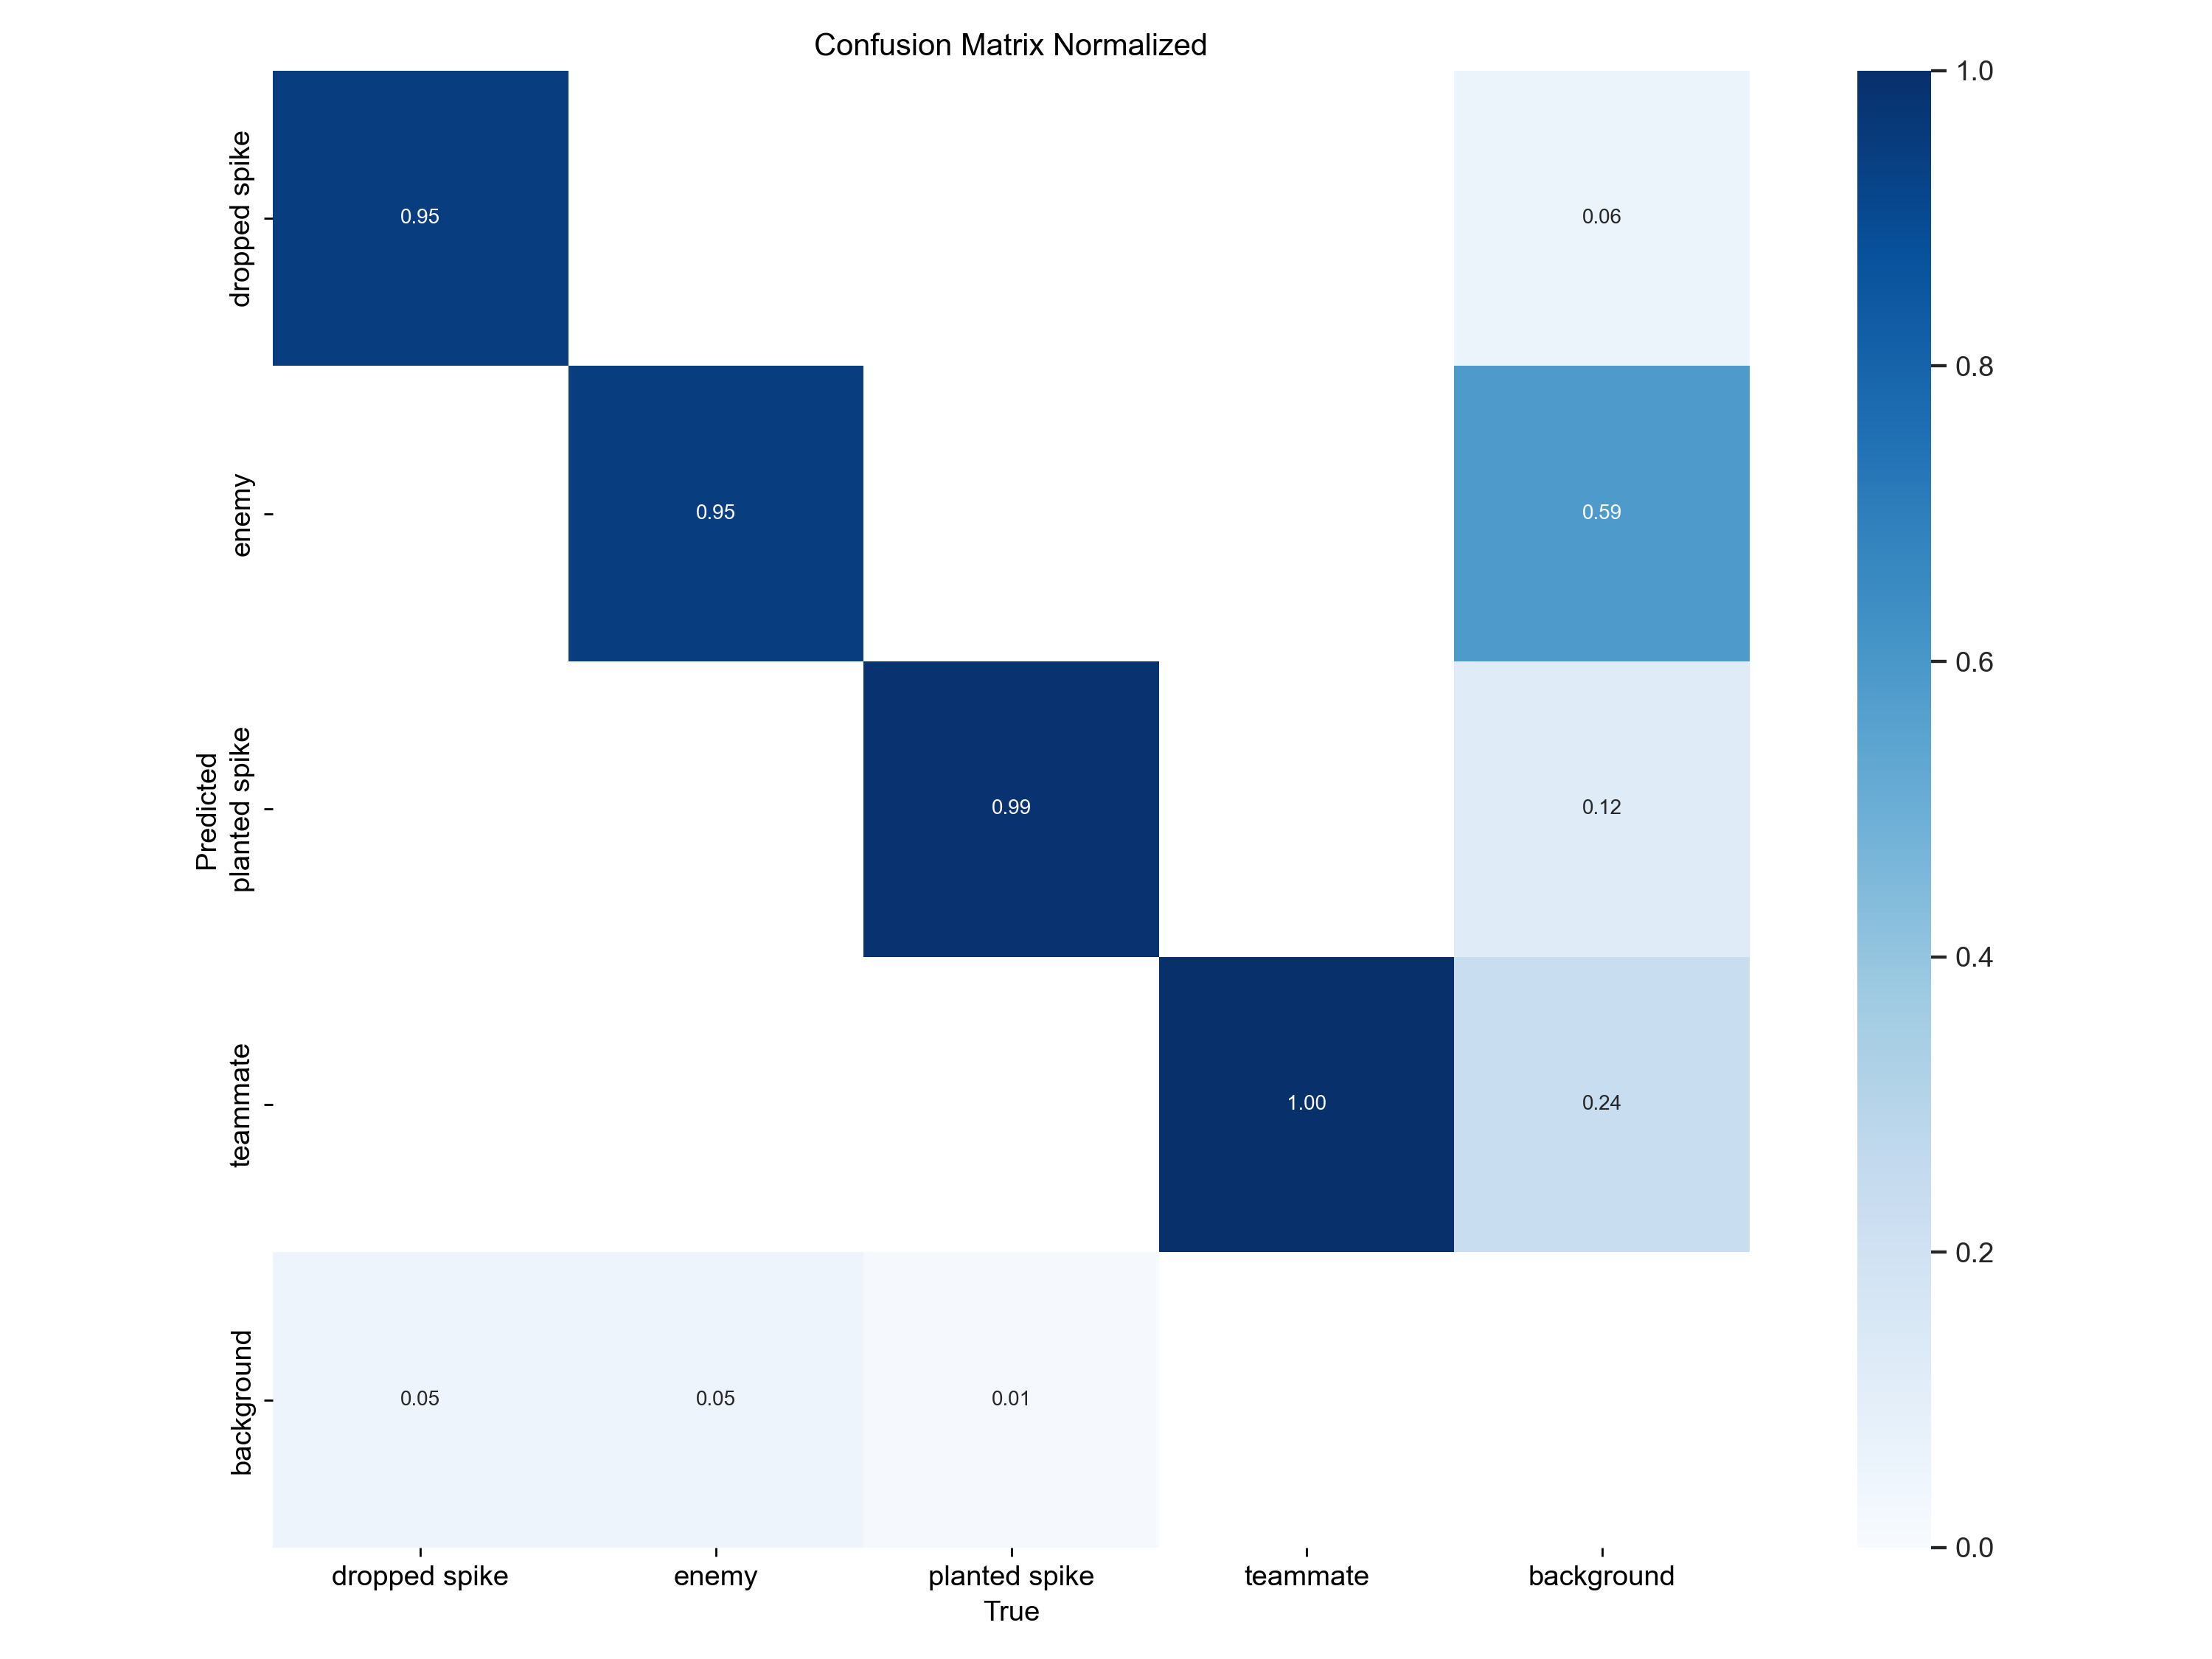 Confusion Matrix Normalized
dropped spike
0.95
0.06
enemy
0.95
0.59
Predicted
planted spike
0.99
0.12
teammate
1.00
0.24
background
0.05
0.05
0.01
dropped spike
enemy
planted spike
teammate
background
True
1.0
0.8
0.6
0.4
0.2
0.0